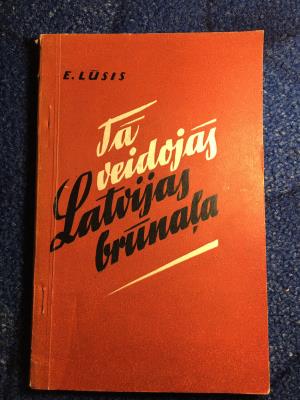 E. LŪSIS
Tā
veidojās
Latvijas
brūnaļa